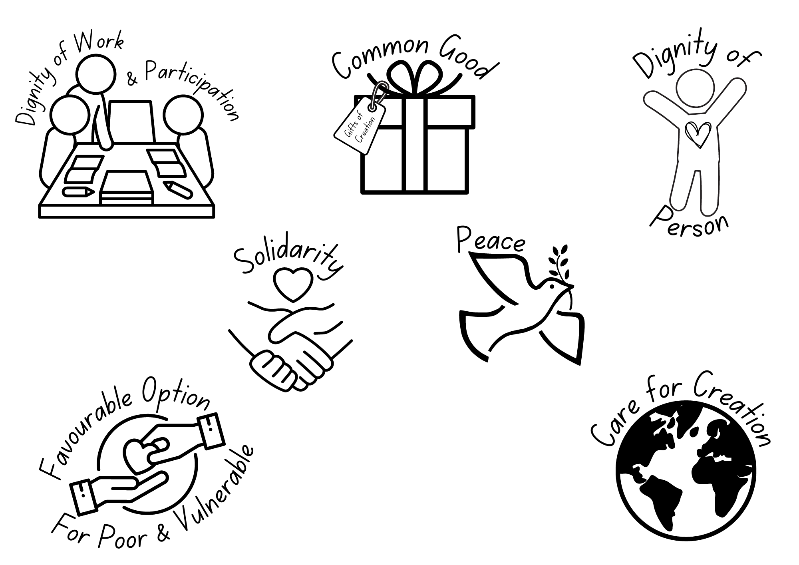 Dignity of Work
& Participation
Common Good
Gifts of
Creation
Dignity of
Person
Solidarity
Peace
Favourable Option
For Poor & Vulnerable
Care for Creation